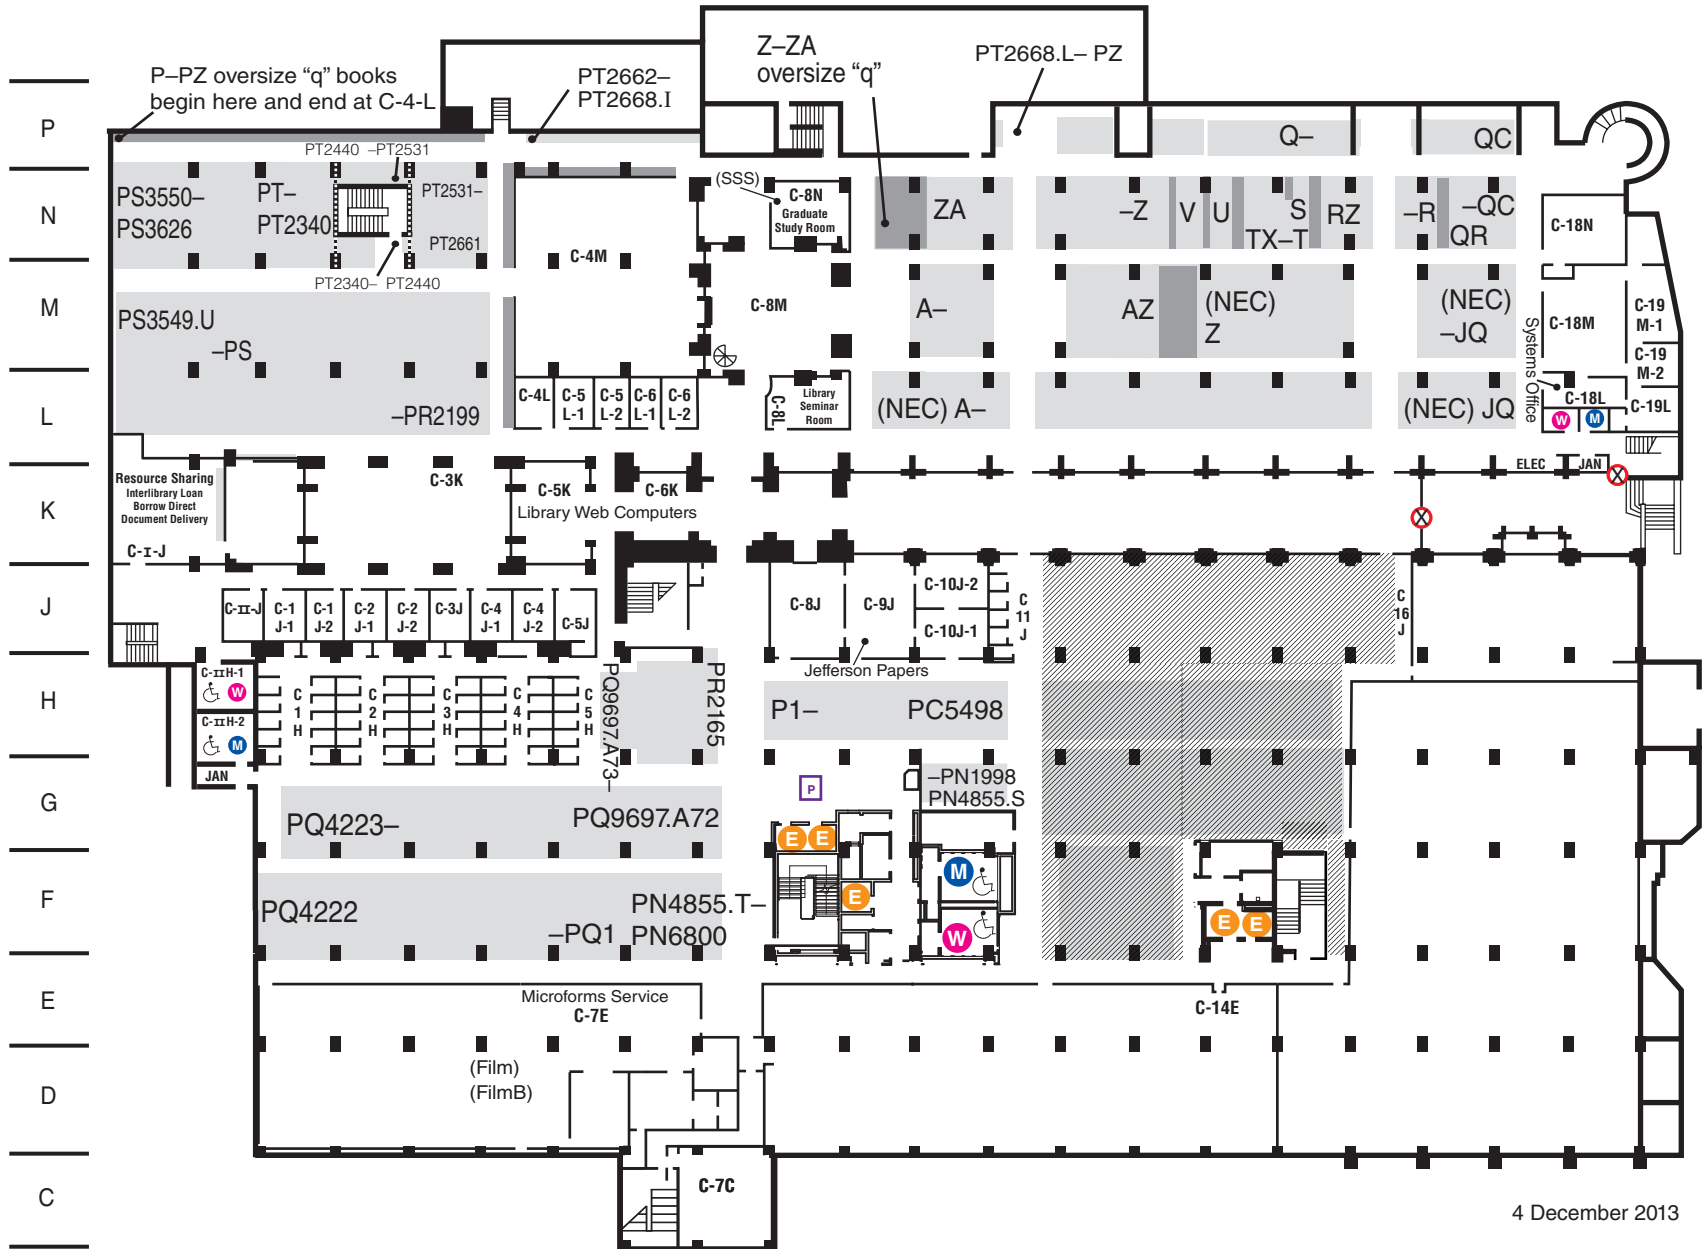 P–PZ oversize “q” books
begin here and end at C-4-L
PT2662–
PT2668.I
Z–ZA
oversize “q”
PT2668.L– PZ
P
N
M
L
K
J
H
G
F
E
D
C
PT2440 –PT2531
PS3550–
PS3626
PT–
PT2340
PT2531–
PT2661
PT2340– PT2440
(SSS)
C-8N
Graduate
Study Room
C-4M
C-8M
Q–
QC
ZA
–Z
V
U
TX–T
S
RZ
–R
–QC
QR
C-18N
PS3549.U
–PS
–PR2199
A–
AZ
(NEC)
Z
(NEC)
–JQ
Systems Office
C-18M
C-19
M-1
C-19
M-2
C-18L
C-19L
W
M
C-4L
C-5
L-1
C-5
L-2
C-6
L-1
C-6
L-2
C-8L
Library
Seminar
Room
(NEC) A–
(NEC) JQ
ELEC
JAN
X
X
Resource Sharing
Interlibrary Loan
Borrow Direct
Document Delivery
C-I-J
C-3K
C-5K
C-6K
Library Web Computers
C-II-J
C-1
J-1
C-1
J-2
C-2
J-1
C-2
J-2
C-3J
C-4
J-1
C-4
J-2
C-5J
C-8J
C-9J
C-10J-2
C-10J-1
C
11
J
C
16
J
Jefferson Papers
C-IIH-1
W
C-IIH-2
M
JAN
C
1
H
C
2
H
C
3
H
C
4
H
C
5
H
PQ9697.A73–
PR2165
P1–
PC5498
–PN1998
PN4855.S
P
PQ4223–
PQ9697.A72
E
E
E
M
W
E
E
PQ4222
–PQ1
PN4855.T–
PN6800
Microforms Service
C-7E
C-14E
(Film)
(FilmB)
C-7C
4 December 2013